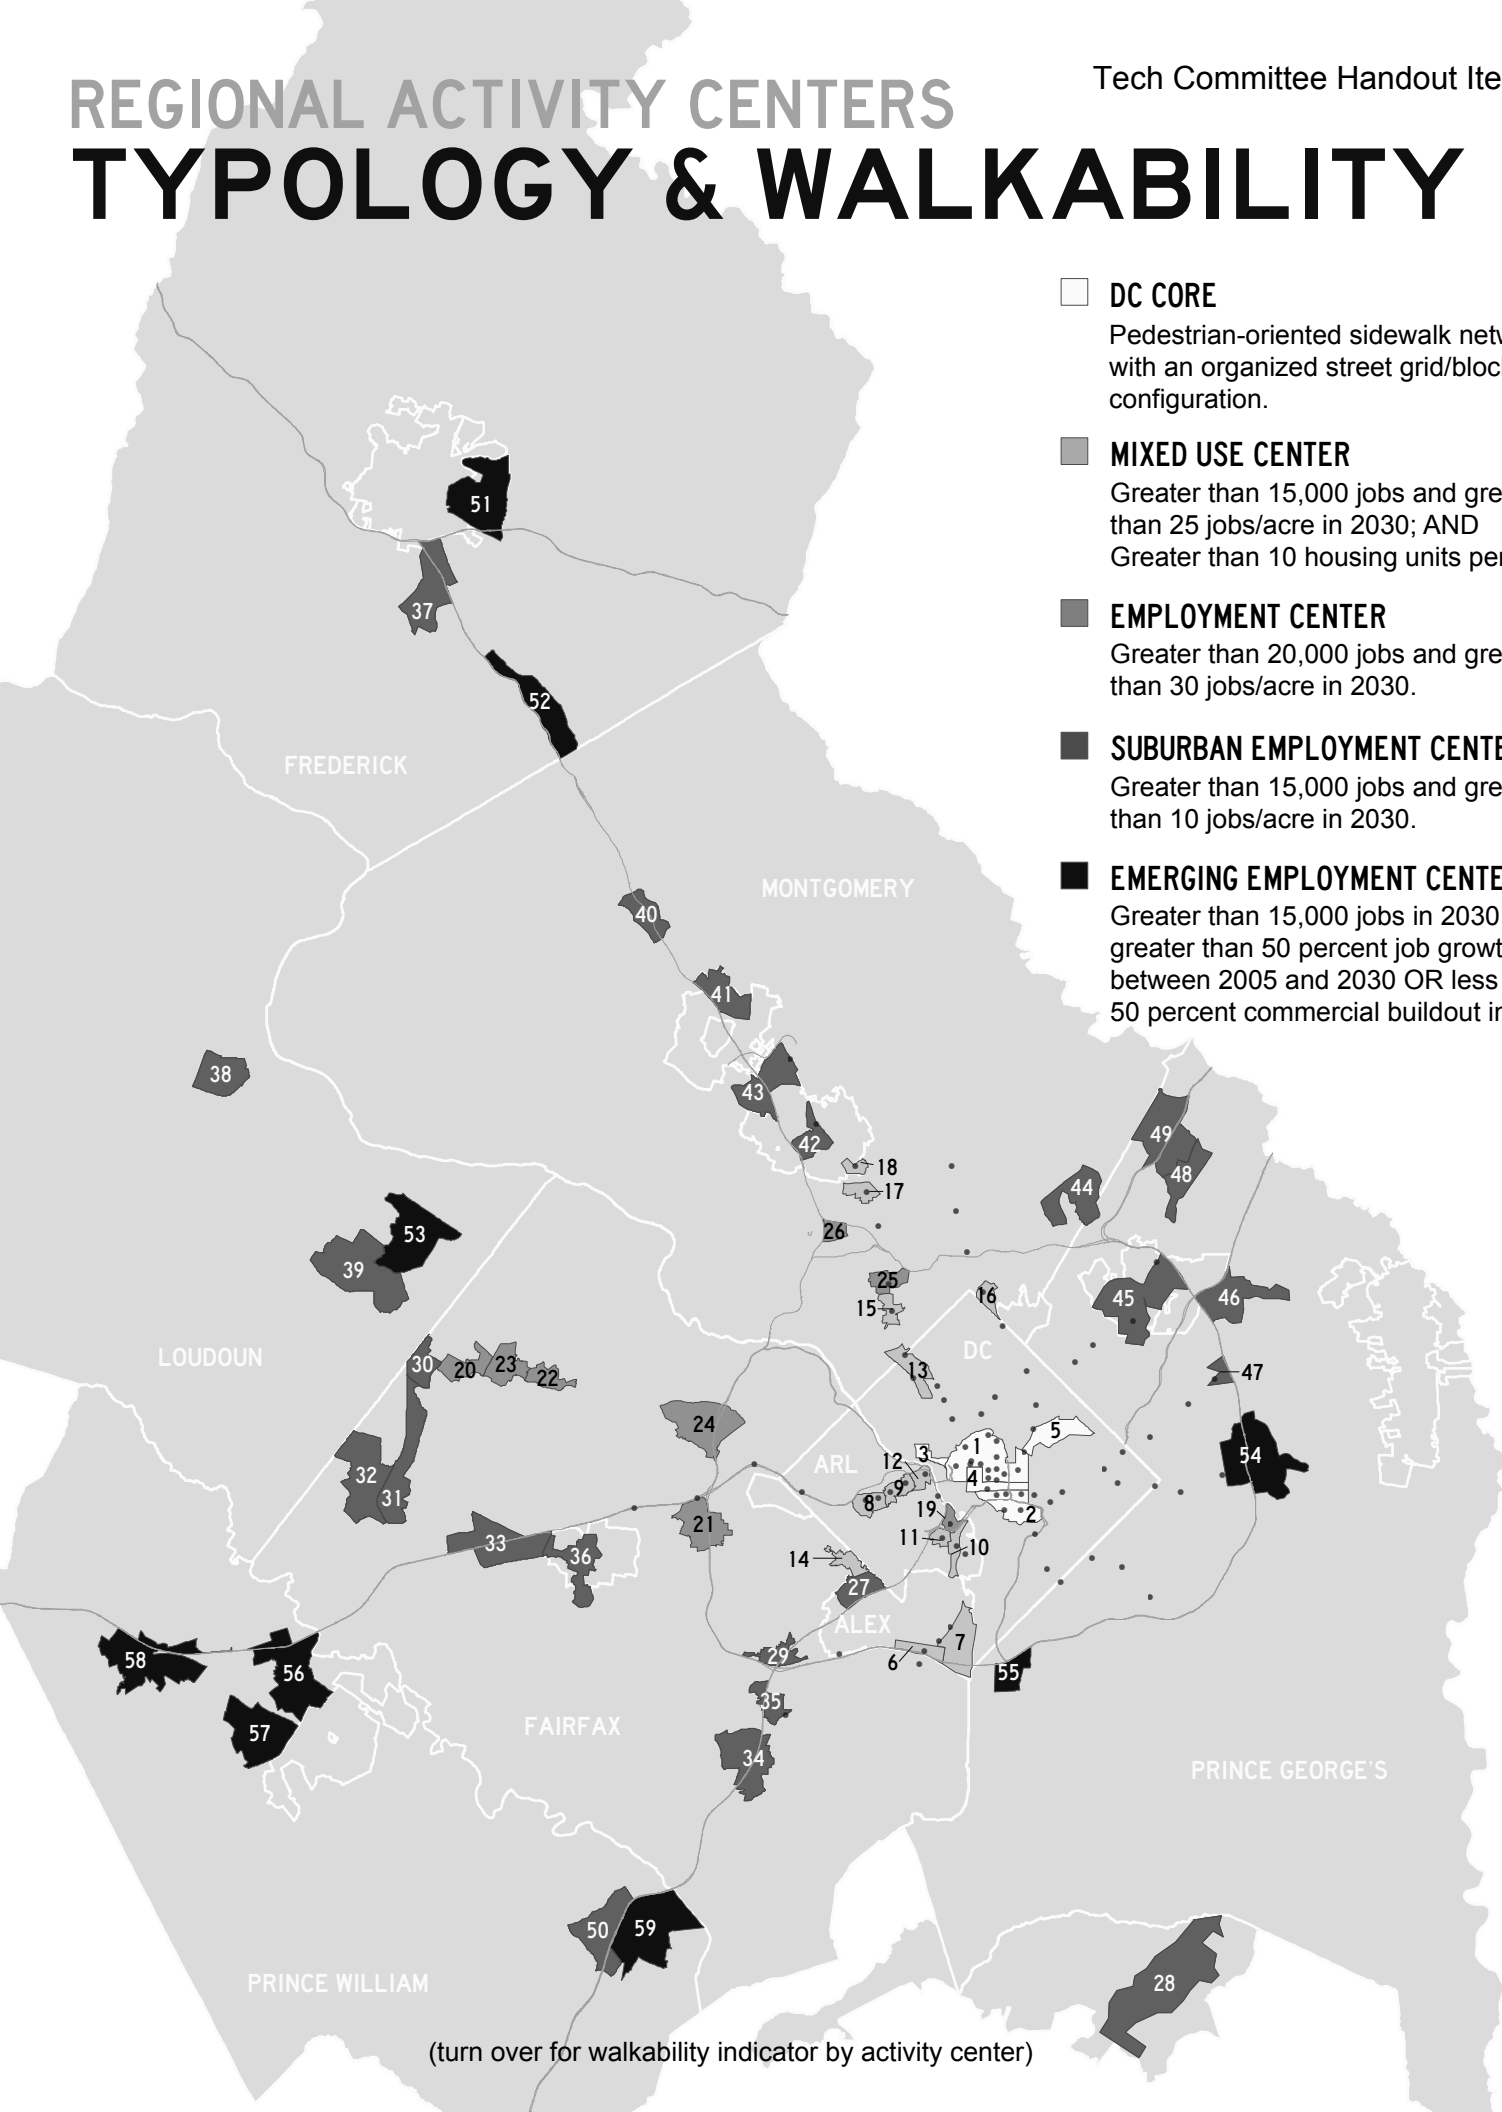 REGIONAL ACTIVITY CENTERS
Tech Committee Handout Ite
TYPOLOGY & WALKABILITY
DC CORE
Pedestrian-oriented sidewalk netw
with an organized street grid/bloc
configuration.
MIXED USE CENTER
Greater than 15,000 jobs and gre
than 25 jobs/acre in 2030; AND
Greater than 10 housing units per
EMPLOYMENT CENTER
Greater than 20,000 jobs and gre
than 30 jobs/acre in 2030.
SUBURBAN EMPLOYMENT CENTE
Greater than 15,000 jobs and gre
than 10 jobs/acre in 2030.
EMERGING EMPLOYMENT CENTE
Greater than 15,000 jobs in 2030
greater than 50 percent job growt
between 2005 and 2030 OR less
50 percent commercial buildout in
51
37
52
FREDERICK
MONTGOMERY
40
41
38
43
42
49
48
44
18
17
53
26
39
25
15
16
45
46
LOUDOUN
DC
30
20
23
22
13
47
24
5
1
3
12
ARL
4
54
32
31
9
8
19
2
21
11
10
33
36
14
27
ALEX
7
6
29
58
56
55
35
57
FAIRFAX
34
PRINCE GEORGE'S
50
59
PRINCE WILLIAM
28
(turn over for walkability indicator by activity center)